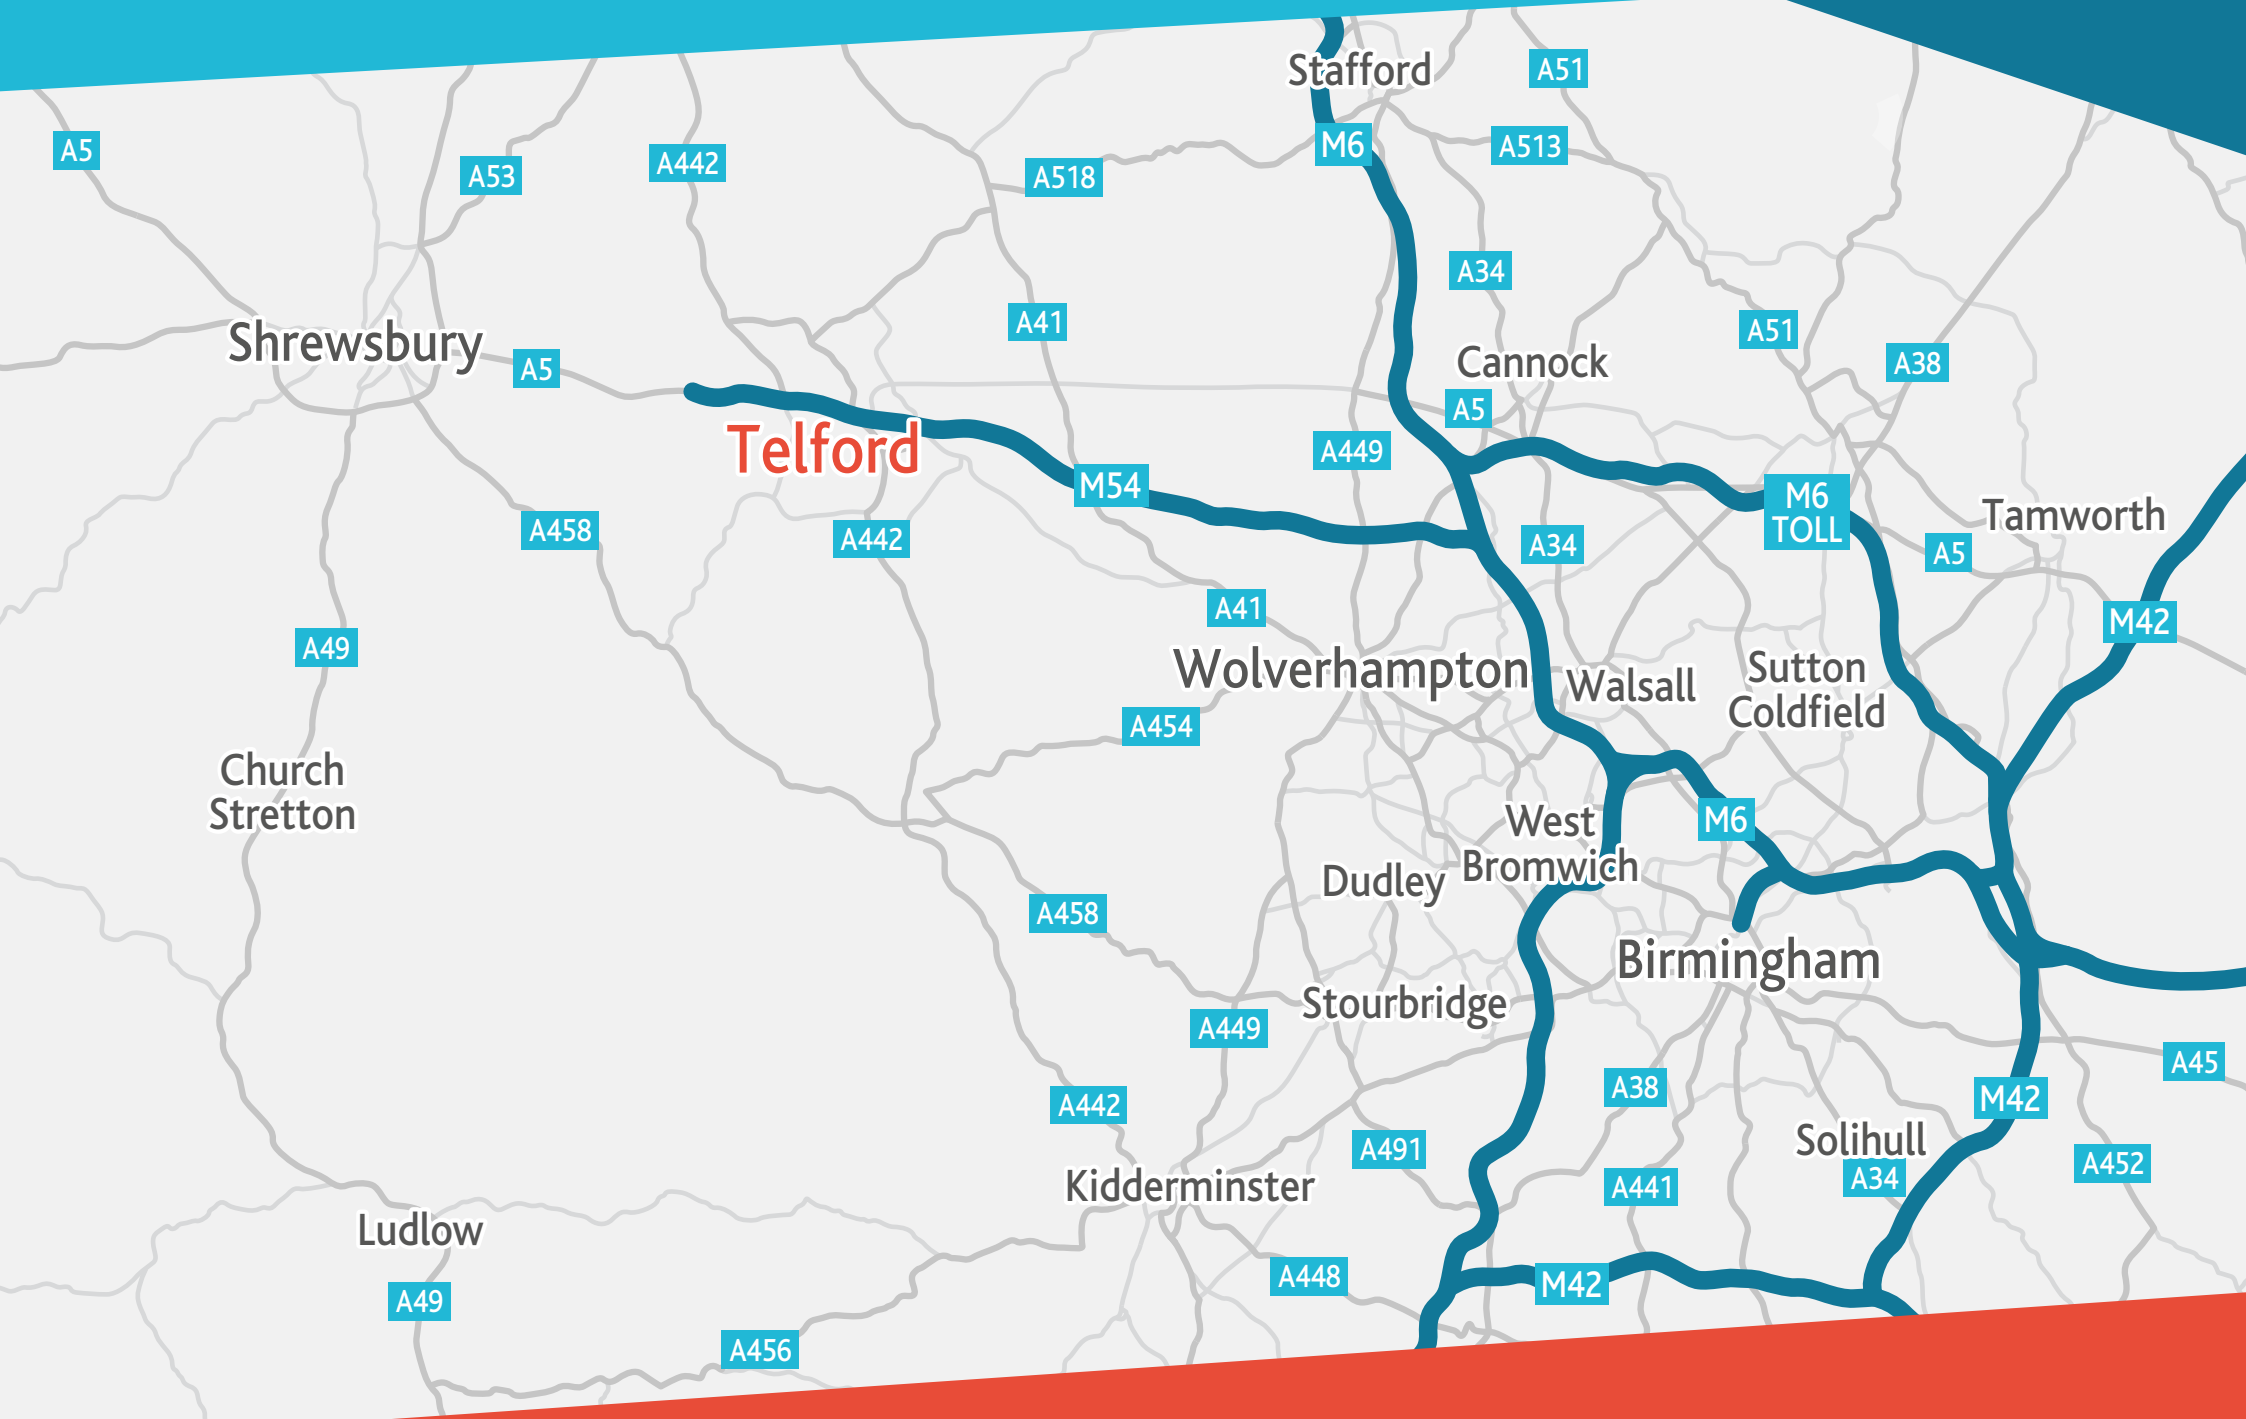 Stafford
A51
A5
A53
A442
A518
M6
A513
A34
A41
A51
Shrewsbury
A5
Cannock
A38
A5
Telford
A449
M54
M6
TOLL
Tamworth
A458
A442
A34
A5
A41
M42
A49
Wolverhampton
Walsall
Sutton
Coldfield
A454
Church
Stretton
West
Bromwich
M6
Dudley
A458
Birmingham
Stourbridge
A449
A45
A38
A442
M42
A491
Solihull
A452
A34
Kidderminster
A441
Ludlow
A448
M42
A49
A456